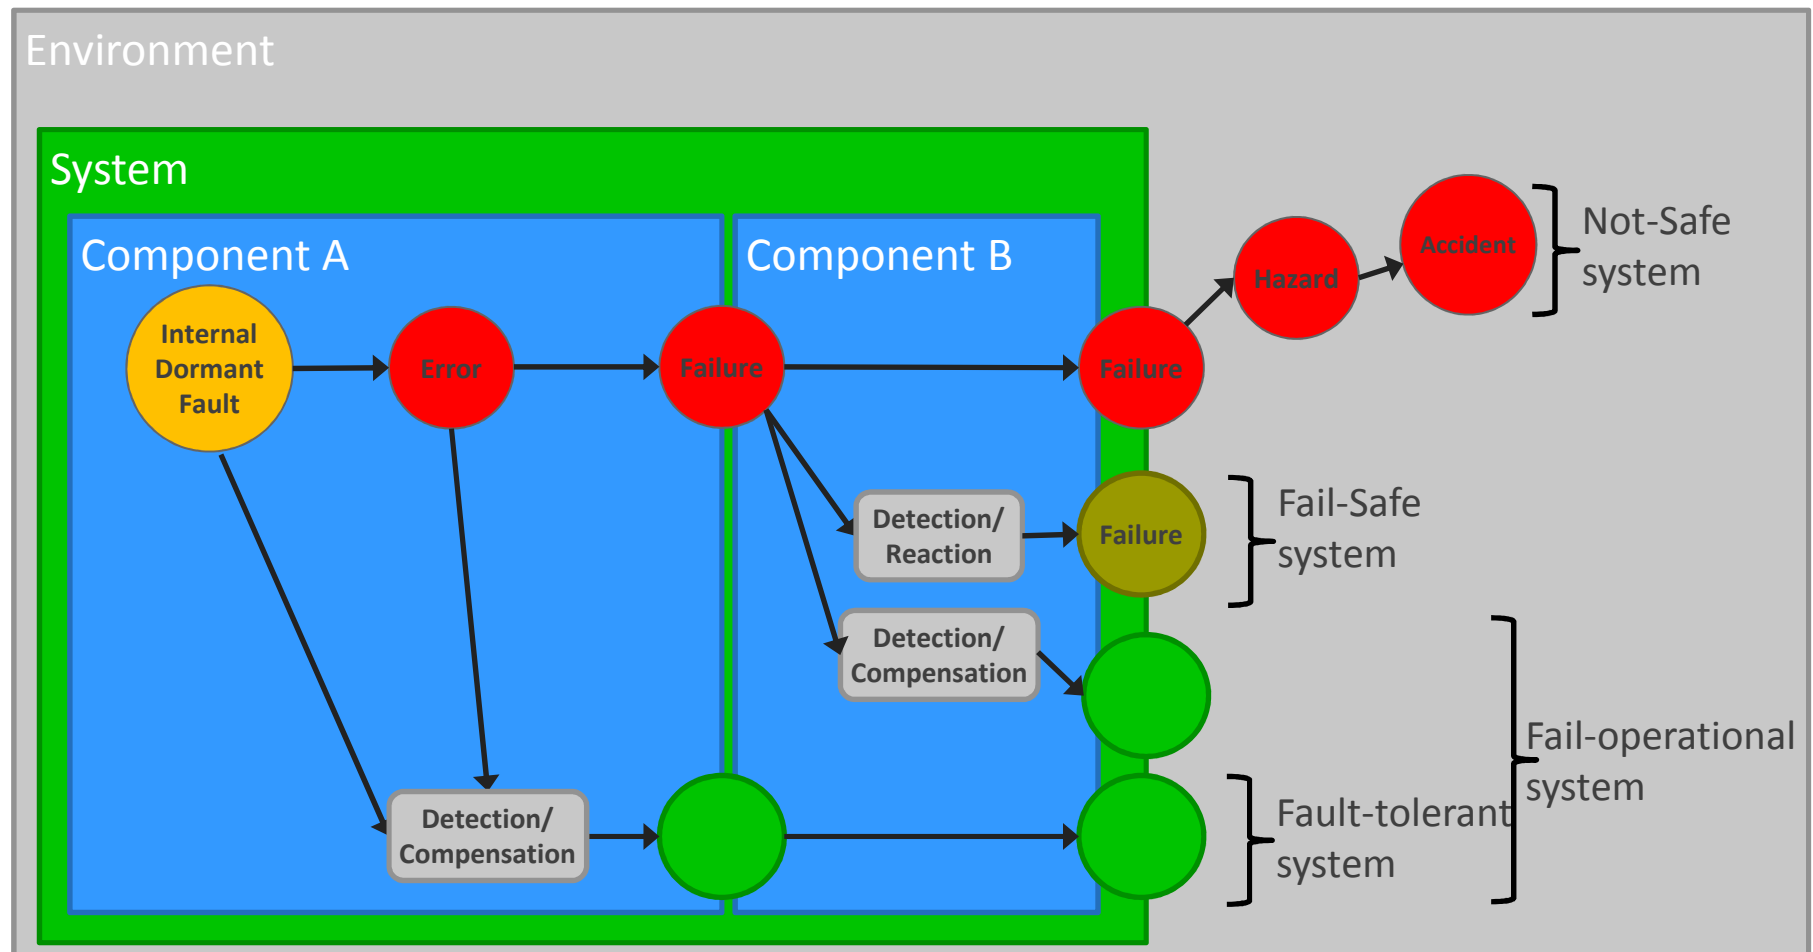 Environment
System
Component A
Component B
Internal
Dormant
Fault
Error
Failure
Failure
Hazard
Accident
Not-Safe
system
Detection/
Reaction
Failure
Fail-Safe
system
Detection/
Compensation
Fail-operational
system
Detection/
Compensation
Fault-tolerant
system